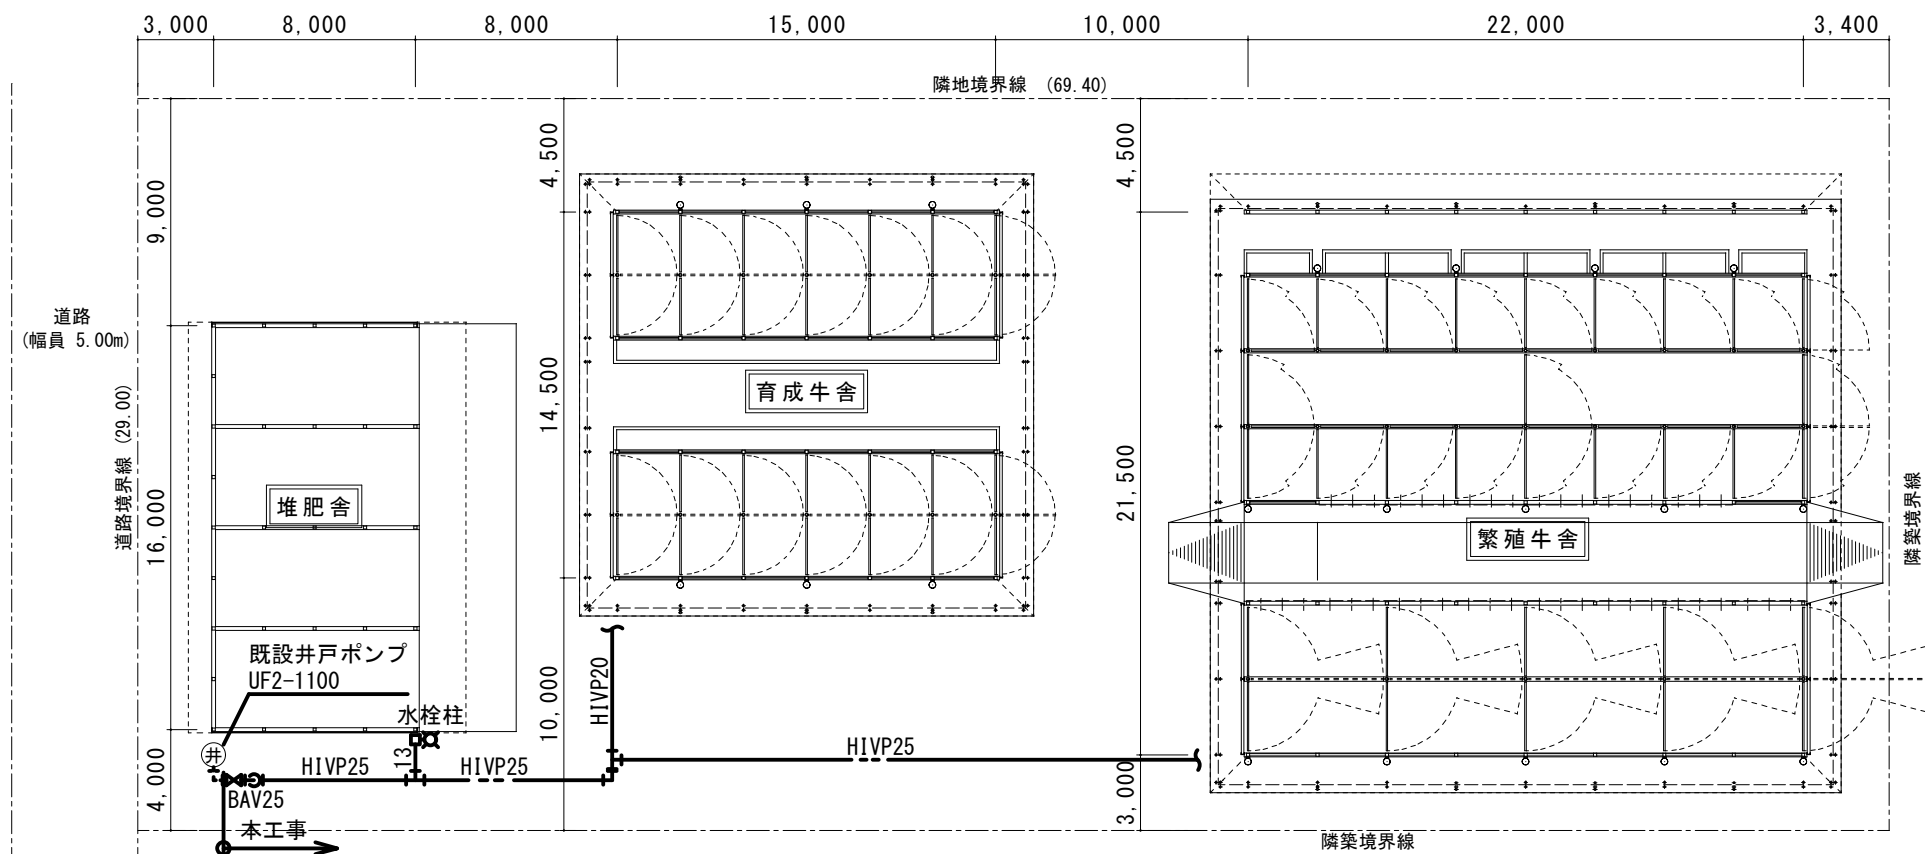 3,000
8,000
8,000
15,000
10,000
22,000
3,400
隣地境界線 (69.40)
9,000
4,500
4,500
道路
(幅員 5.00m)
道路境界線 (29.00)
16,000
14,500
21,500
育成牛舎
堆肥舎
繁殖牛舎
隣築境界線
既設井戸ポンプ
UF2-1100
水栓柱
井
13
HIVP25
HIVP25
HIVP20
HIVP25
10,000
4,000
3,000
BAV25
本工事
隣築境界線